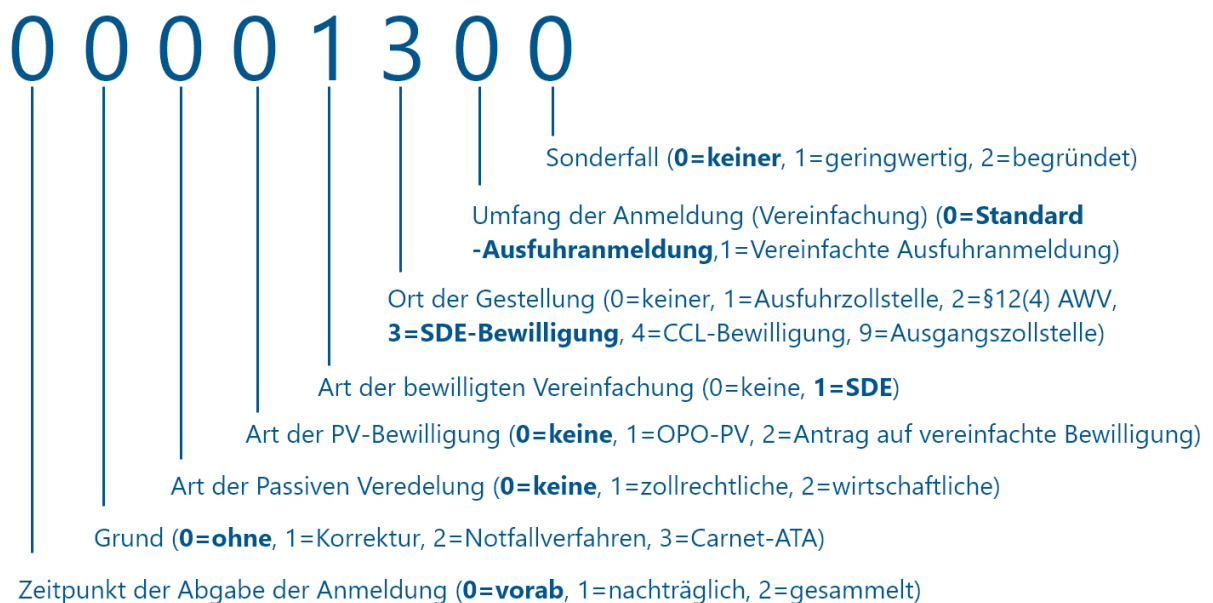 0 0 0 0 1 3 0 0
Sonderfall (0=keiner, 1=geringwertig, 2=begründet)
Umfang der Anmeldung (Vereinfachung) (0=Standard
-Ausfuhranmeldung,1=Vereinfachte Ausfuhranmeldung)
Ort der Gestellung (0=keiner, 1=Ausfuhrzollstelle, 2=§12(4) AWV,
3=SDE-Bewilligung, 4=CCL-Bewilligung, 9=Ausgangszollstelle)
Art der bewilligten Vereinfachung (0=keine, 1=SDE)
Art der PV-Bewilligung (0=keine, 1=OPO-PV, 2=Antrag auf vereinfachte Bewilligung)
Art der Passiven Veredelung (0=keine, 1=zollrechtliche, 2=wirtschaftliche)
Grund (0=ohne, 1=Korrektur, 2=Notfallverfahren, 3=Carnet-ATA)
Zeitpunkt der Abgabe der Anmeldung (0=vorab, 1=nachträglich, 2=gesammelt)